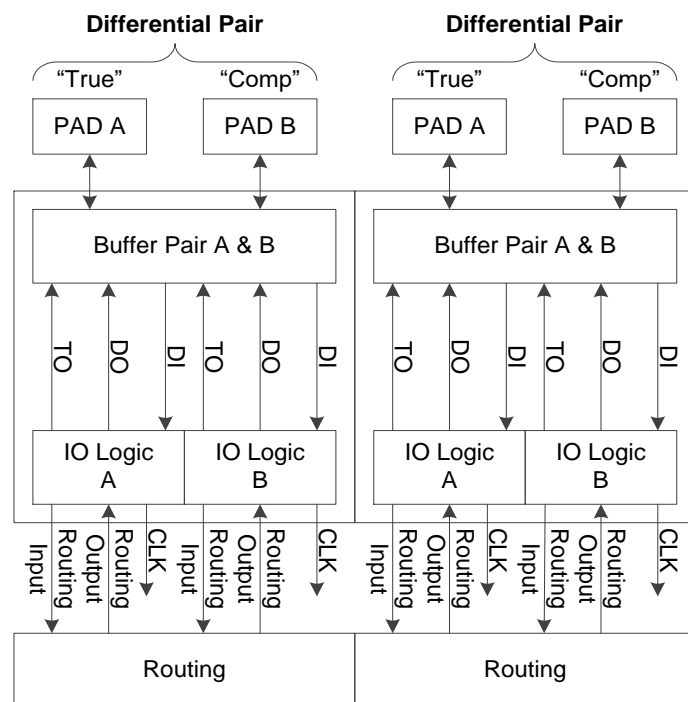 Differential Pair Differential Pair
“True” “Comp” “True” “Comp”
PAD A PAD B PAD A PAD B
Buffer Pair A & B Buffer Pair A & B
TO DO DI TO DO DI TO DO DI TO DO DI
IO Logic A IO Logic B IO Logic A IO Logic B
Routing Input Routing Output CLK Routing Input Routing Output CLK Routing Input Routing Output CLK Routing Input Routing Output CLK
Routing Routing